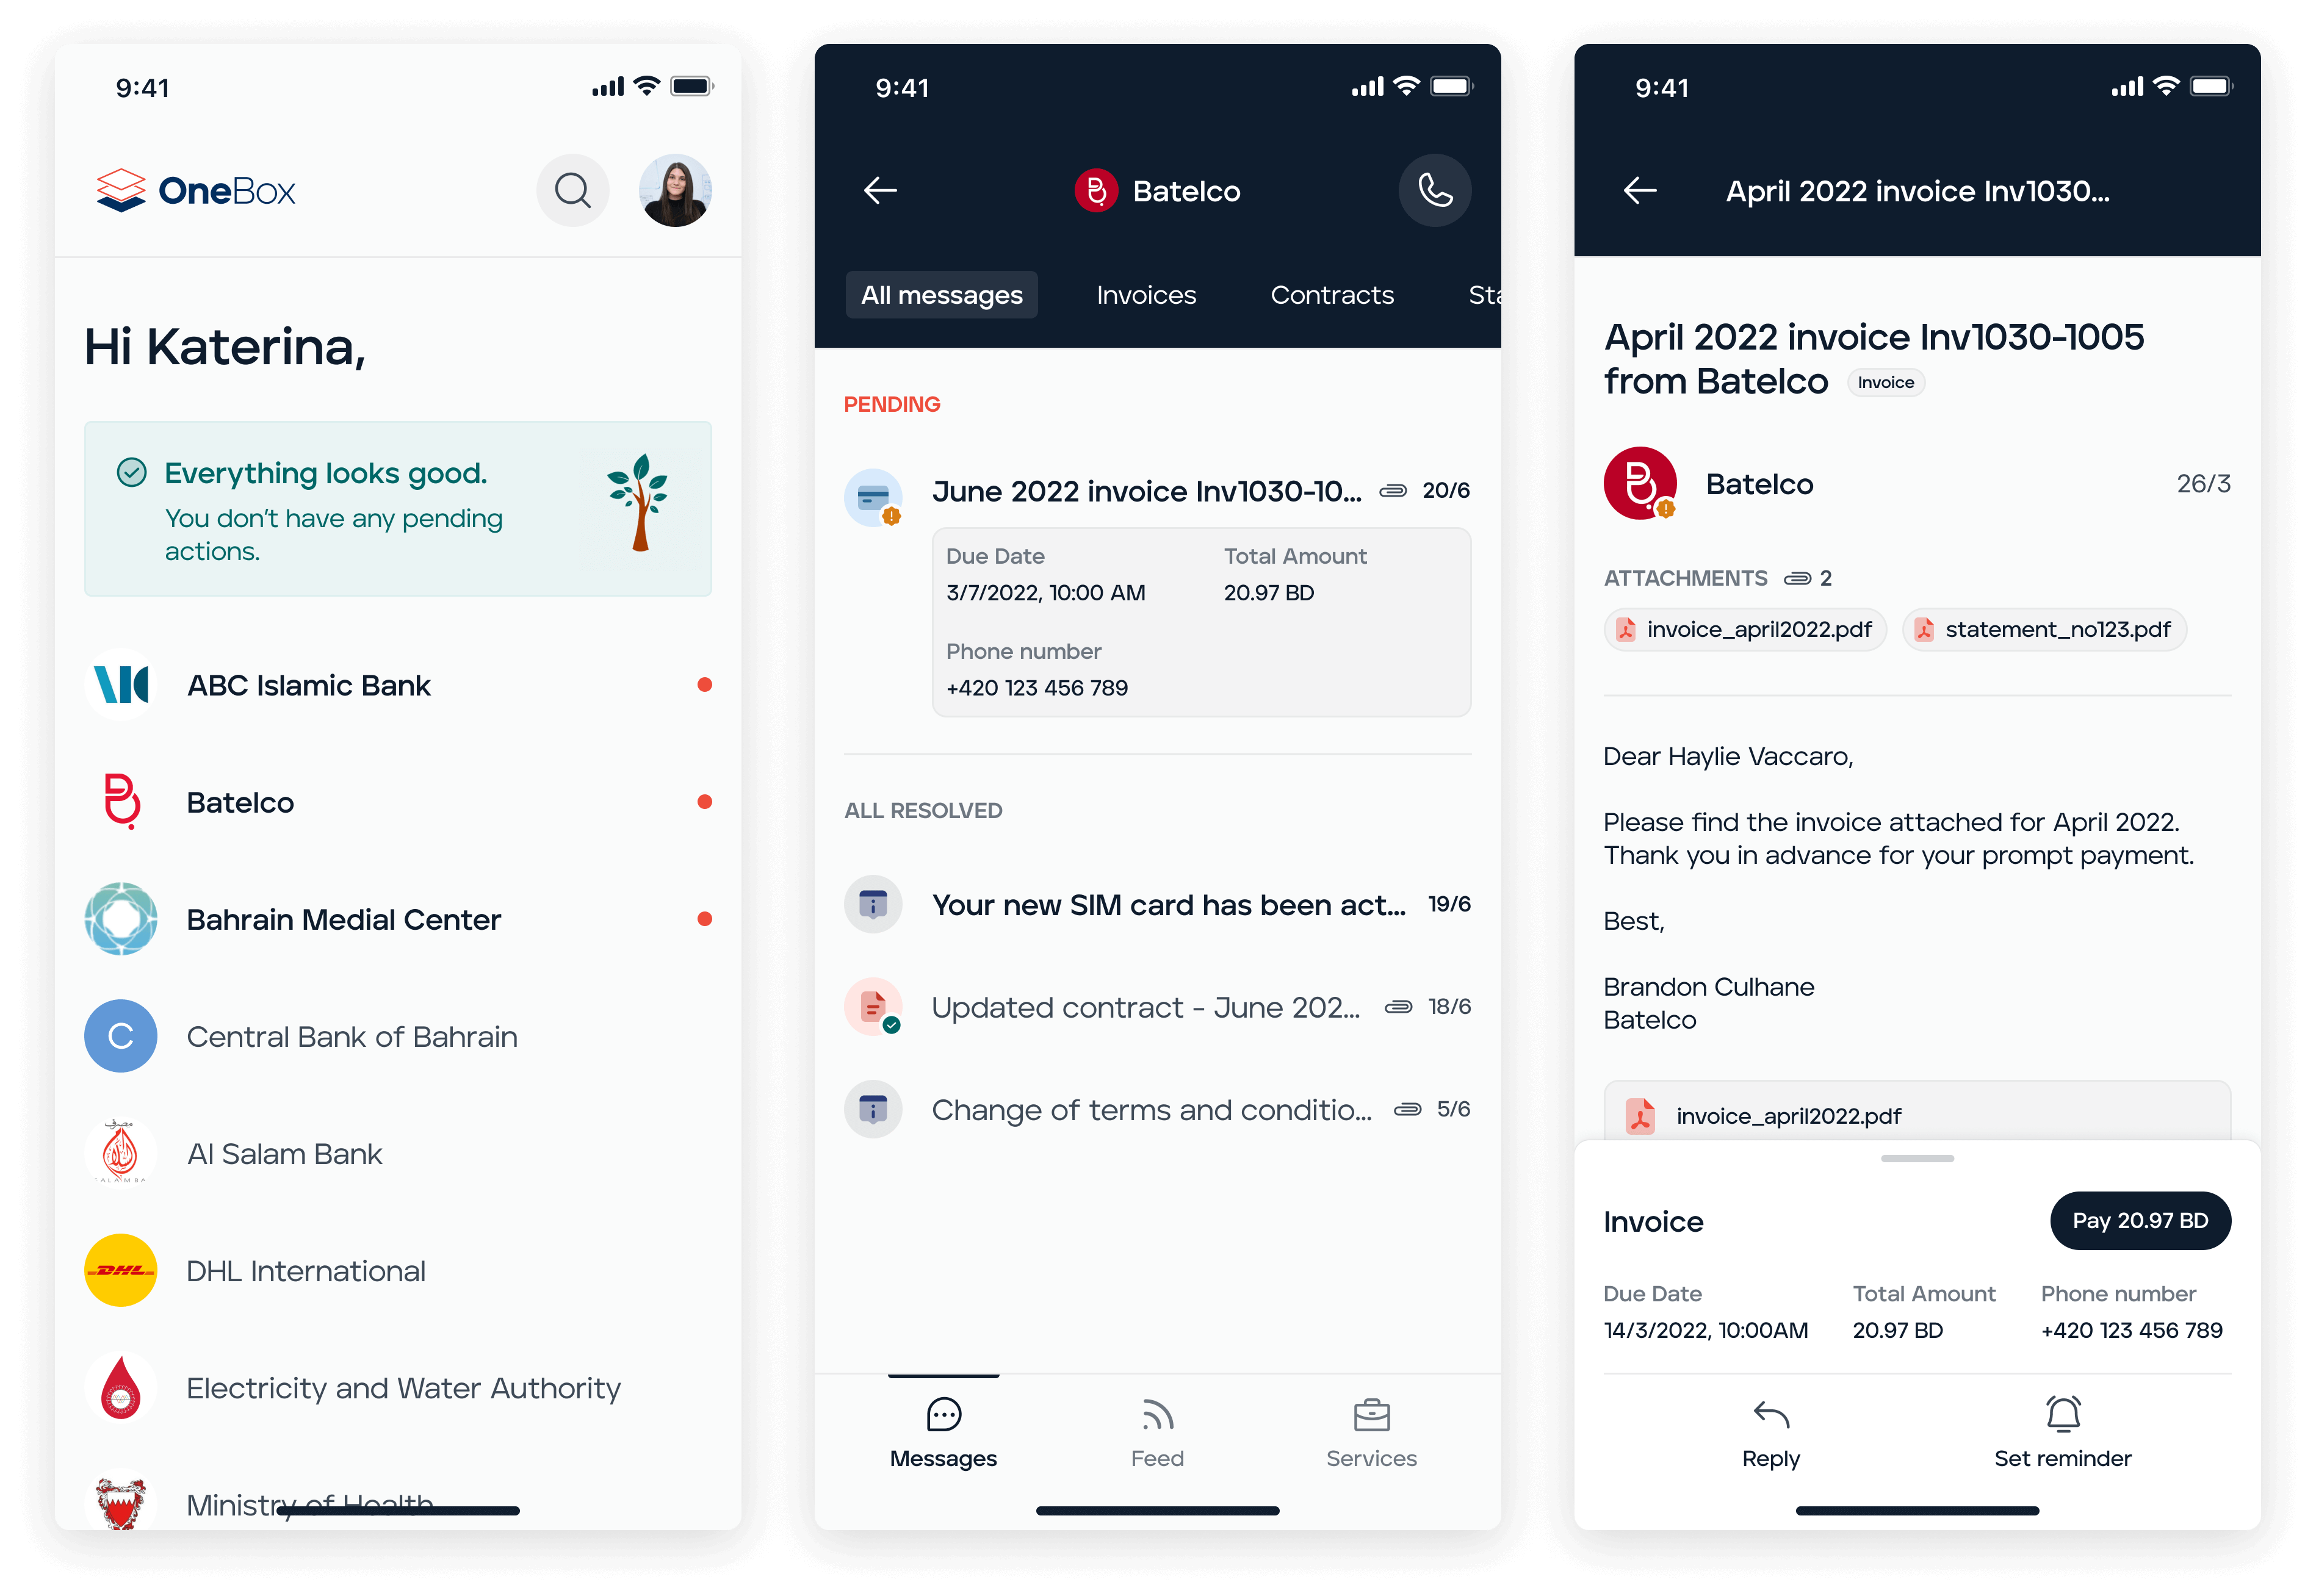 9:41
OneBox
Hi Katerina,
Everything looks good.
You don't have any pending
actions.
ABC Islamic Bank
Batelco
Bahrain Medial Center
C
Central Bank of Bahrain
مصرف
السلام
ALAMBA
Al Salam Bank
DHL
DHL International
Electricity and Water Authority
Ministry of Health
9:41
Batelco
All messages
Invoices
Contracts
Sta
PENDING
June 2022 invoice Inv1030-10...
20/6
Due Date
Total Amount
3/7/2022, 10:00 AM
20.97 BD
Phone number
+420 123 456 789
ALL RESOLVED
Your new SIM card has been act...
19/6
Updated contract - June 202...
18/6
Change of terms and conditio...
5/6
Messages
Feed
Services
9:41
April 2022 invoice Inv1030...
April 2022 invoice Inv1030-1005
from Batelco
Invoice
Batelco
26/3
ATTACHMENTS
2
invoice_april2022.pdf
statement_no123.pdf
Dear Haylie Vaccaro,
Please find the invoice attached for April 2022.
Thank you in advance for your prompt payment.
Best,
Brandon Culhane
Batelco
invoice_april2022.pdf
Invoice
Pay 20.97 BD
Due Date
Total Amount
Phone number
14/3/2022, 10:00AM
20.97 BD
+420 123 456 789
Reply
Set reminder